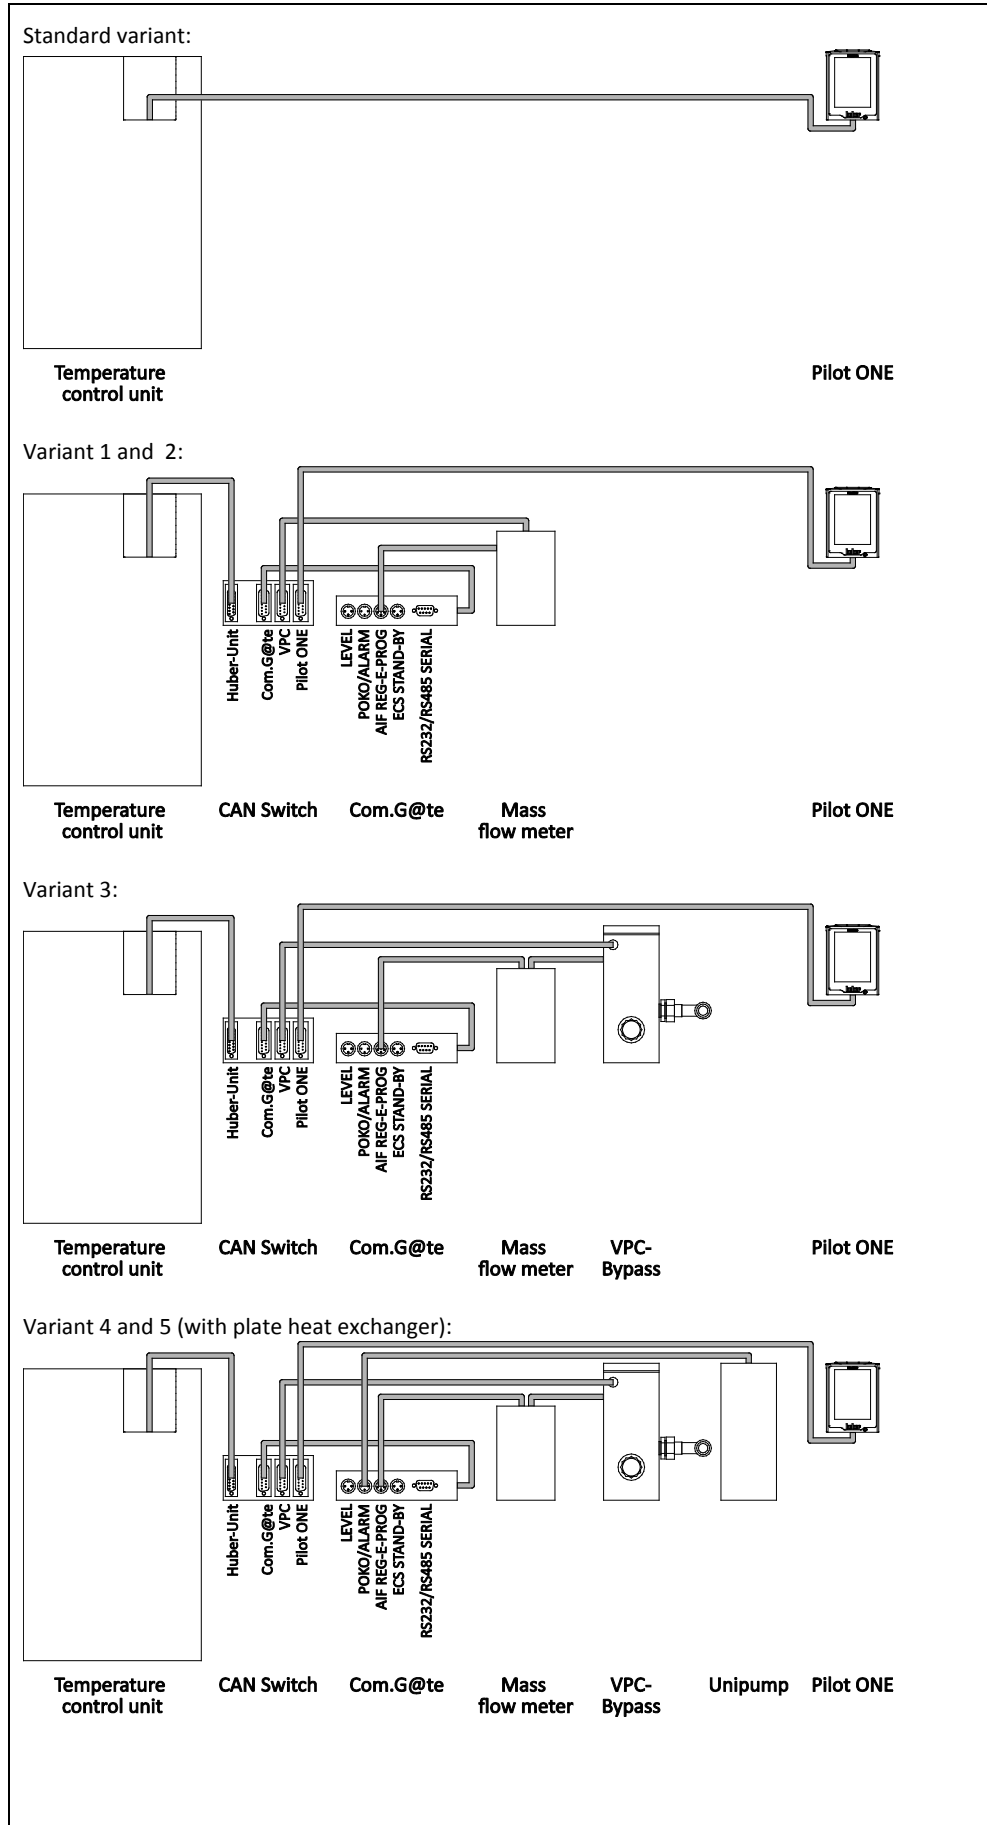 Standard variant:
Temperature
control unit
Pilot ONE
Variant 1 and 2:
Huber-Unit
Com.G@te
VPC
Pilot ONE
LEVEL
POKO/ALARM
AIF REG-E-PROG
ECS STAND-BY
RS232/RS485 SERIAL
Temperature
control unit
CAN Switch
Com.G@te
Mass
flow meter
Pilot ONE
Variant 3:
Huber-Unit
Com.G@te
VPC
Pilot ONE
LEVEL
POKO/ALARM
AIF REG-E-PROG
ECS STAND-BY
RS232/RS485 SERIAL
Temperature
control unit
CAN Switch
Com.G@te
Mass
flow meter
VPC-
Bypass
Pilot ONE
Variant 4 and 5 (with plate heat exchanger):
Huber-Unit
Com.G@te
VPC
Pilot ONE
LEVEL
POKO/ALARM
AIF REG-E-PROG
ECS STAND-BY
RS232/RS485 SERIAL
Temperature
control unit
CAN Switch
Com.G@te
Mass
flow meter
VPC-
Bypass
Unipump
Pilot ONE